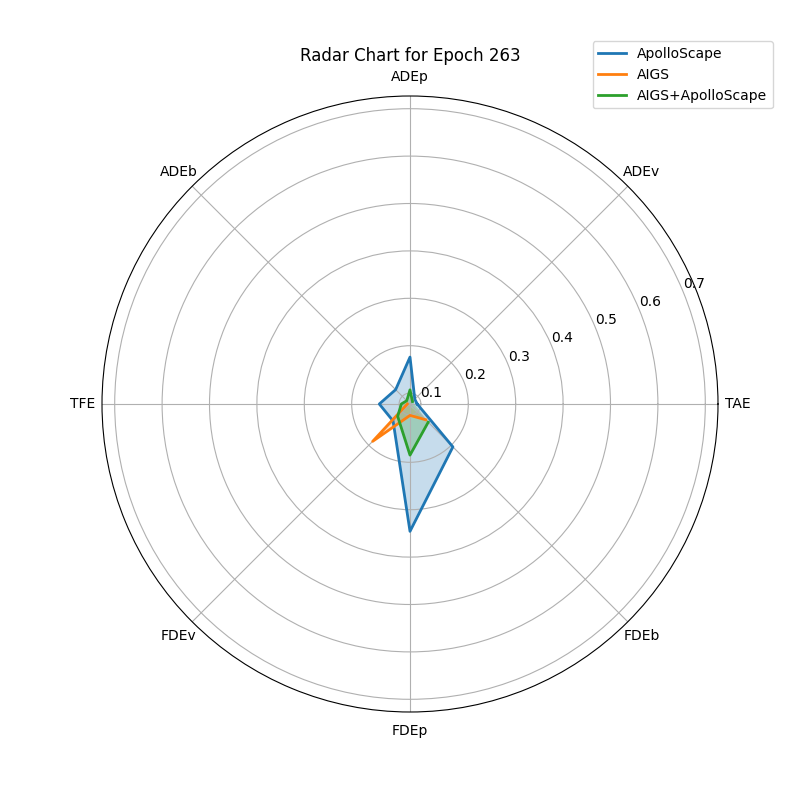 Radar Chart for Epoch 263
ApolloScape
AIGS
AIGS+ApolloScape
ADEp
ADEb
ADEv
0.7
0.6
0.5
0.4
0.3
0.2
0.1
TFE
TAE
FDEv
FDEb
FDEp